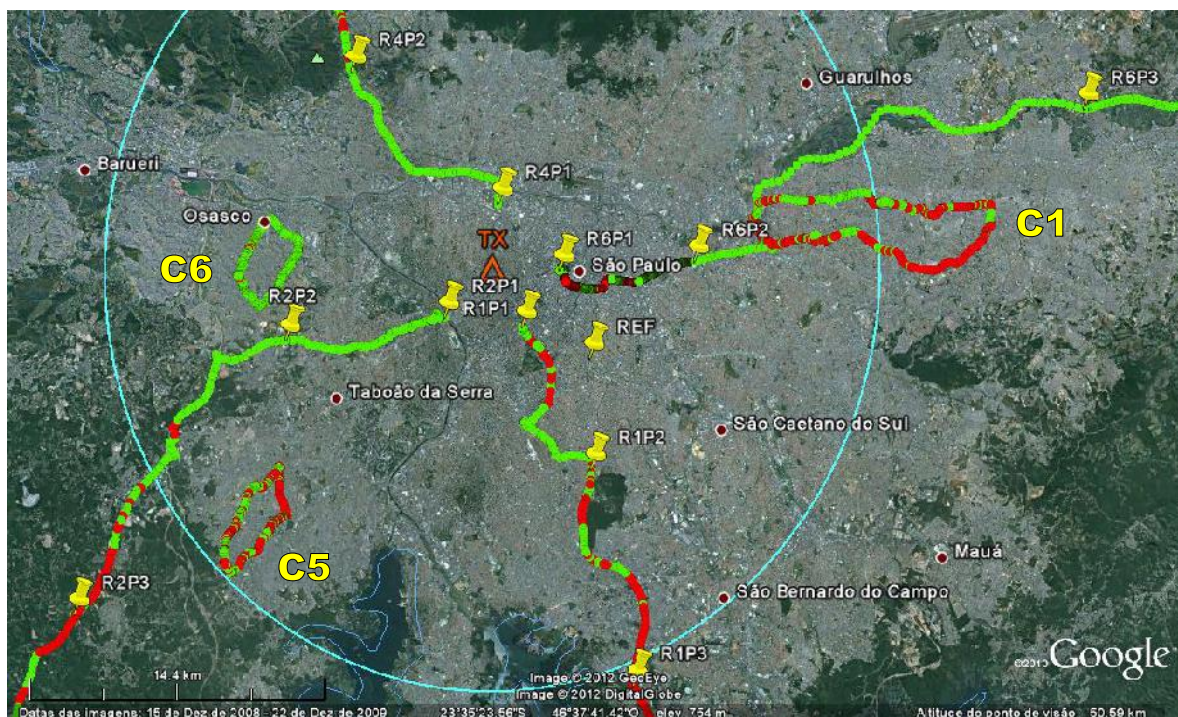 R4P2
Guarulhos
R6P3
Barueri
R4P1
Osasco
C1
TX
R6P1
R6P2
C6
São Paulo
R2P2
R2P1
R1P1
REF
Taboão da Serra
São Caetano do Sul
R1P2
C5
Mauá
R2P3
São Bernardo do Campo
R1P3
14.4 km
Image © 2012 GeoEye
Image © 2012 DigitalGlobe
©2013 Google
Datas das imagens: 15 de Dez de 2008 - 22 de Dez de 2009
23°35'23.56"S 46°37'41.42"O elev 754 m
Altitude do ponto de visão 50.59 km